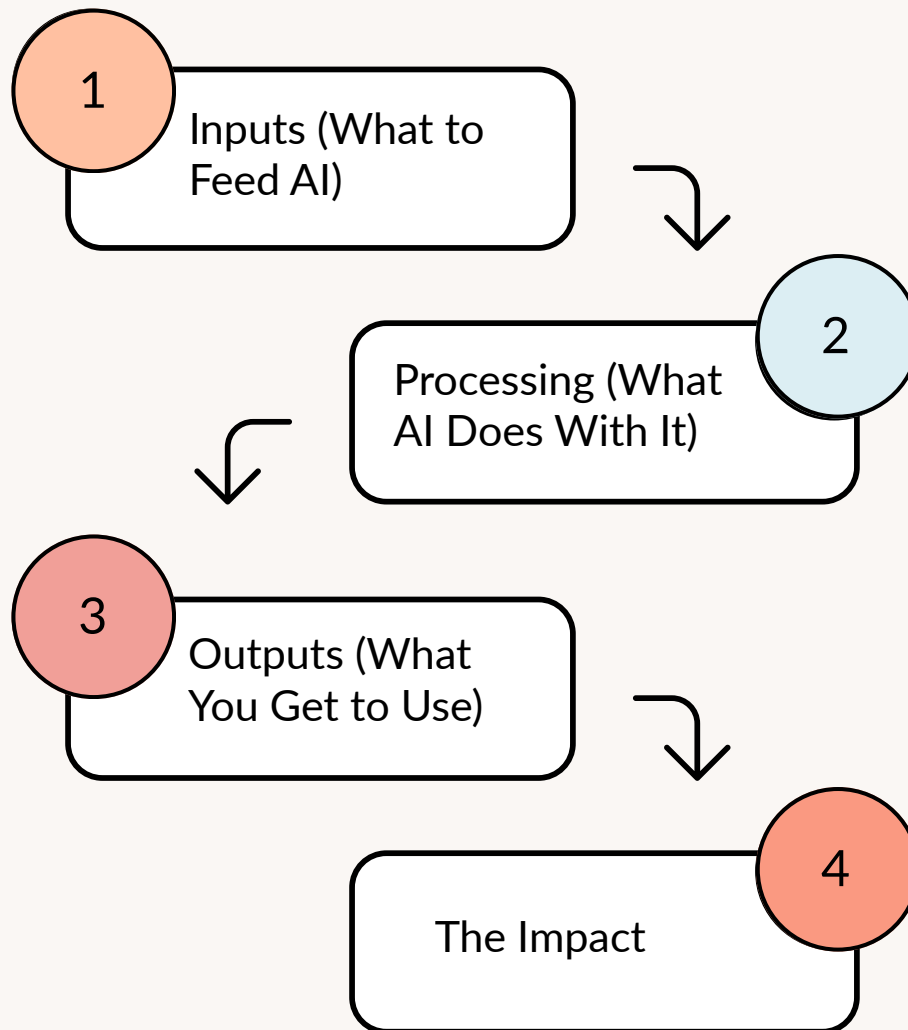 1
Inputs (What to
Feed AI)
2
Processing (What
AI Does With It)
3
Outputs (What
You Get to Use)
4
The Impact